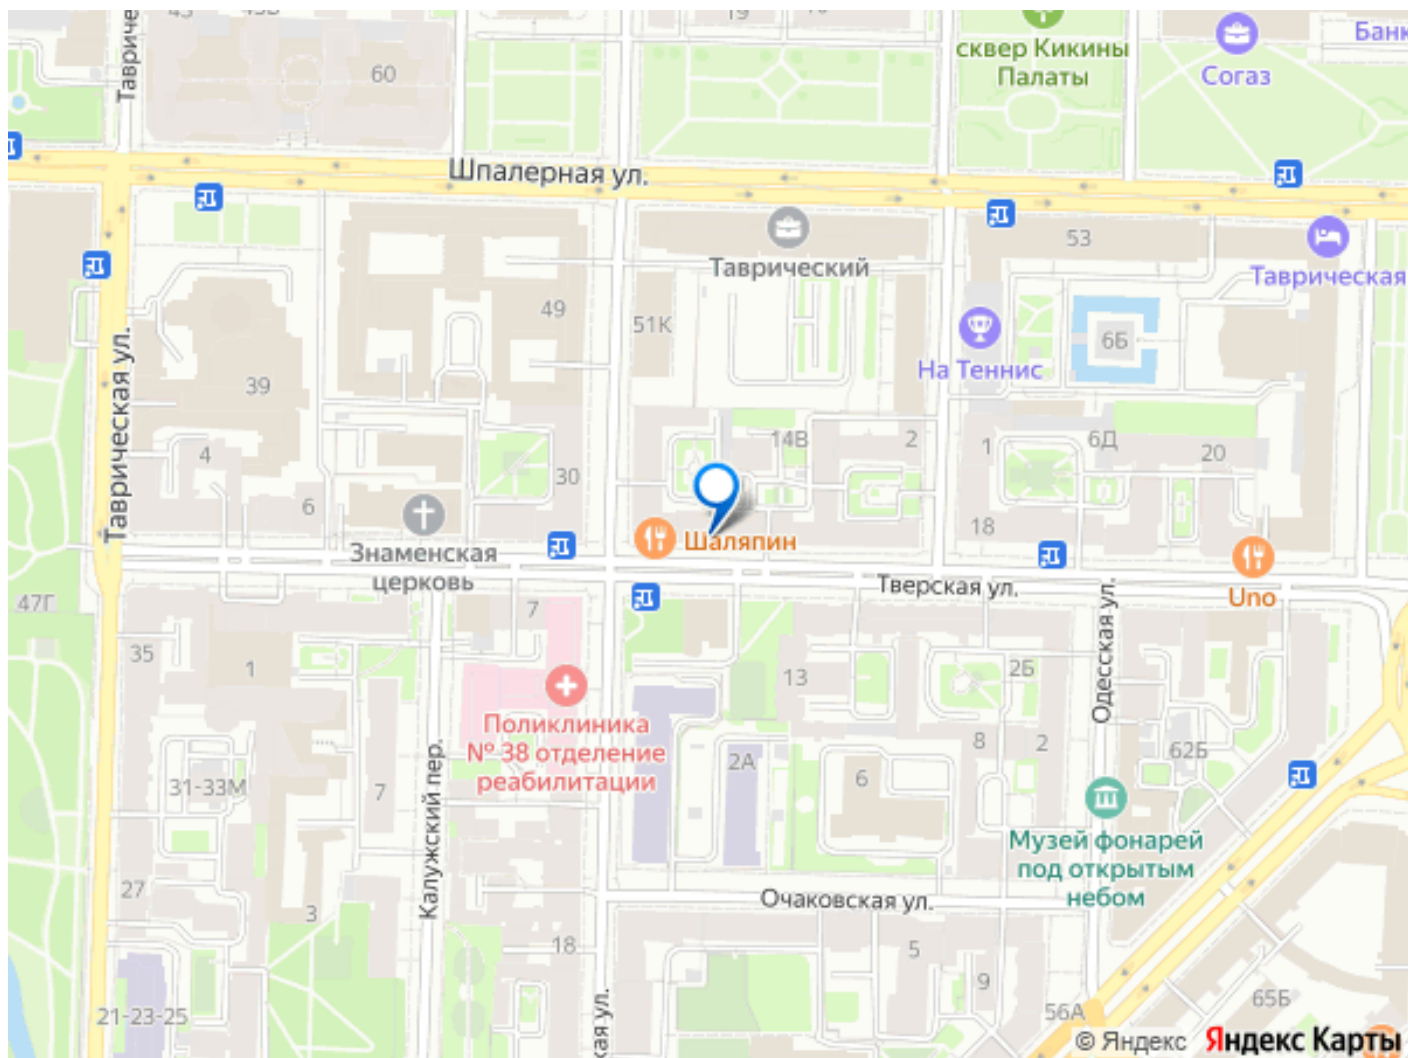 19
60
сквер Кикины
Палаты
Согаз
Банк
Тавриче
Шпалерная ул.
53
Таврический
Таврическая
49
51К
6Б
На Теннис
39
Таврическая ул.
4
14В
2
1
6Д
20
30
6
18
Шаляпин
Знаменская
церковь
Тверская ул.
Uno
47Г
7
35
1
13
2Б
Одесская ул.
Поликлиника
№ 38 отделение
реабилитации
8
2
62Б
31-33М
7
2А
6
Калужский пер.
Музей фонарей
под открытым
небом
27
3
Очаковская ул.
18
5
9
21-23-25
кая ул.
56А
65Б
© Яндекс Яндекс Карты